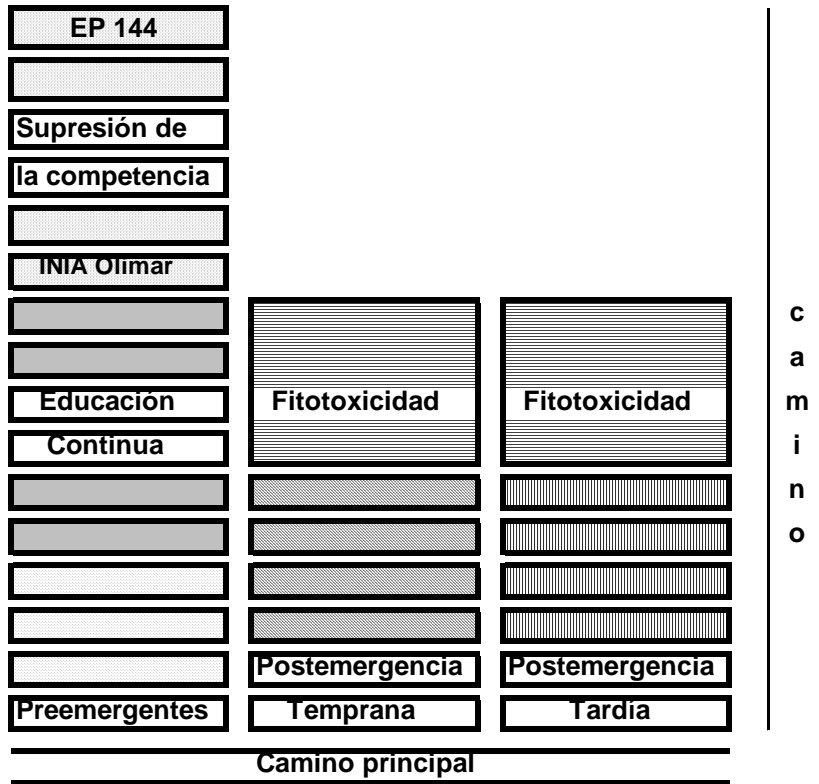 EP 144
Supresión de
la competencia
INIA Olimar
Educación
Continua
Preemergentes
Fitotoxicidad
Postemergencia
Temprana
Fitotoxicidad
Postemergencia
Tardía
c
a
m
i
n
o
Camino principal